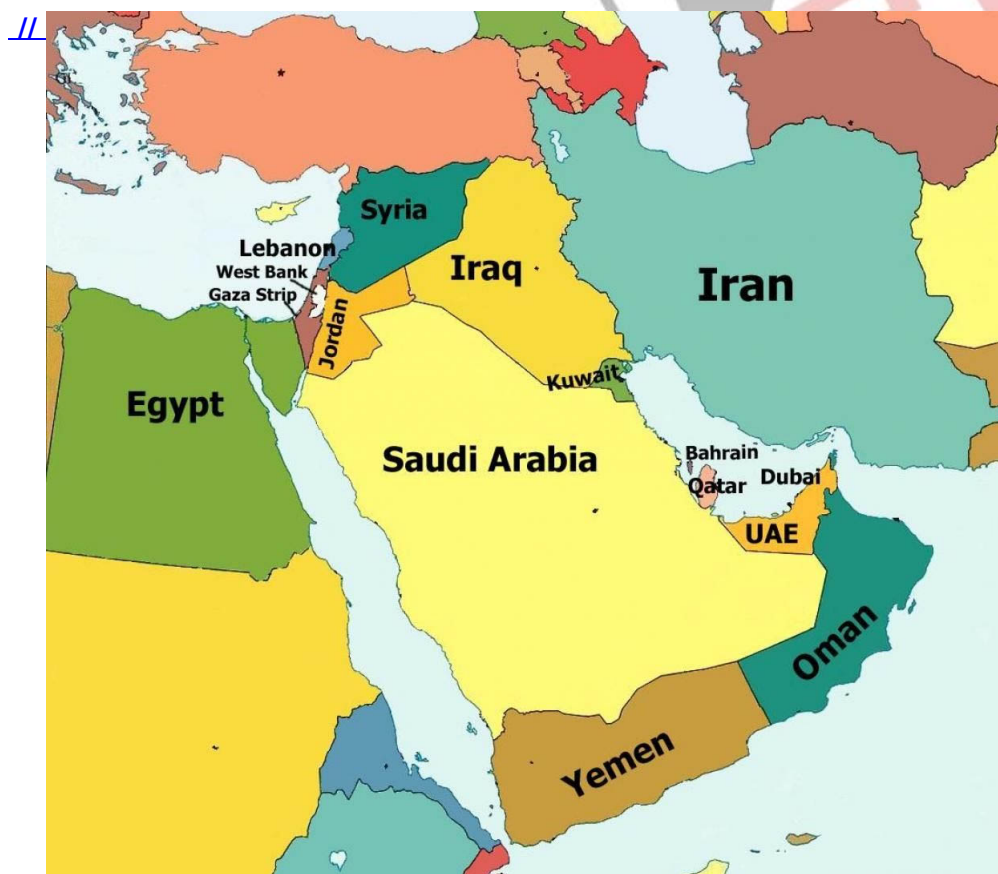 //
Syria
Lebanon
West Bank
Gaza Strip
Jordan
Iraq
Iran
Egypt
Kuwait
Saudi Arabia
Bahrain
Qatar
Dubai
UAE
Oman
Yemen